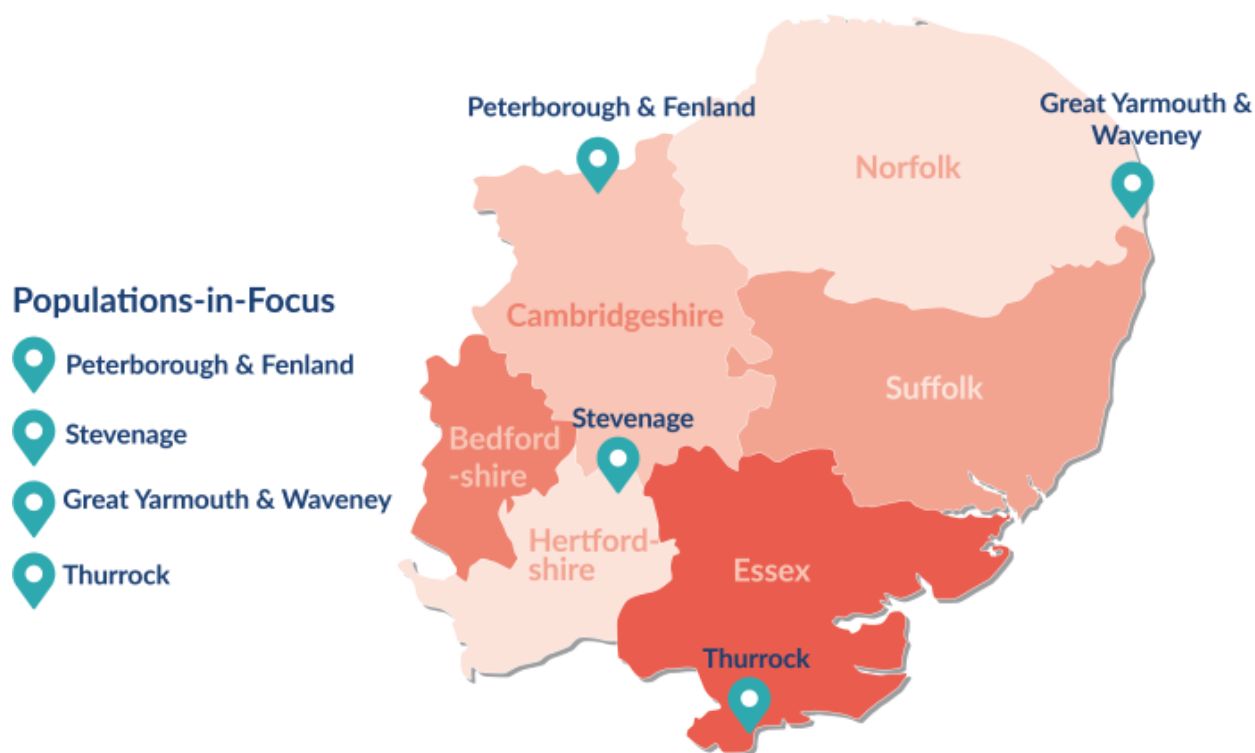 Peterborough & Fenland
Great Yarmouth &
Waveney
Norfolk
Populations-in-Focus
Peterborough & Fenland
Stevenage
Great Yarmouth & Waveney
Thurrock
Cambridgeshire
Suffolk
Stevenage
Bedford
-shire
Hertford-
shire
Essex
Thurrock